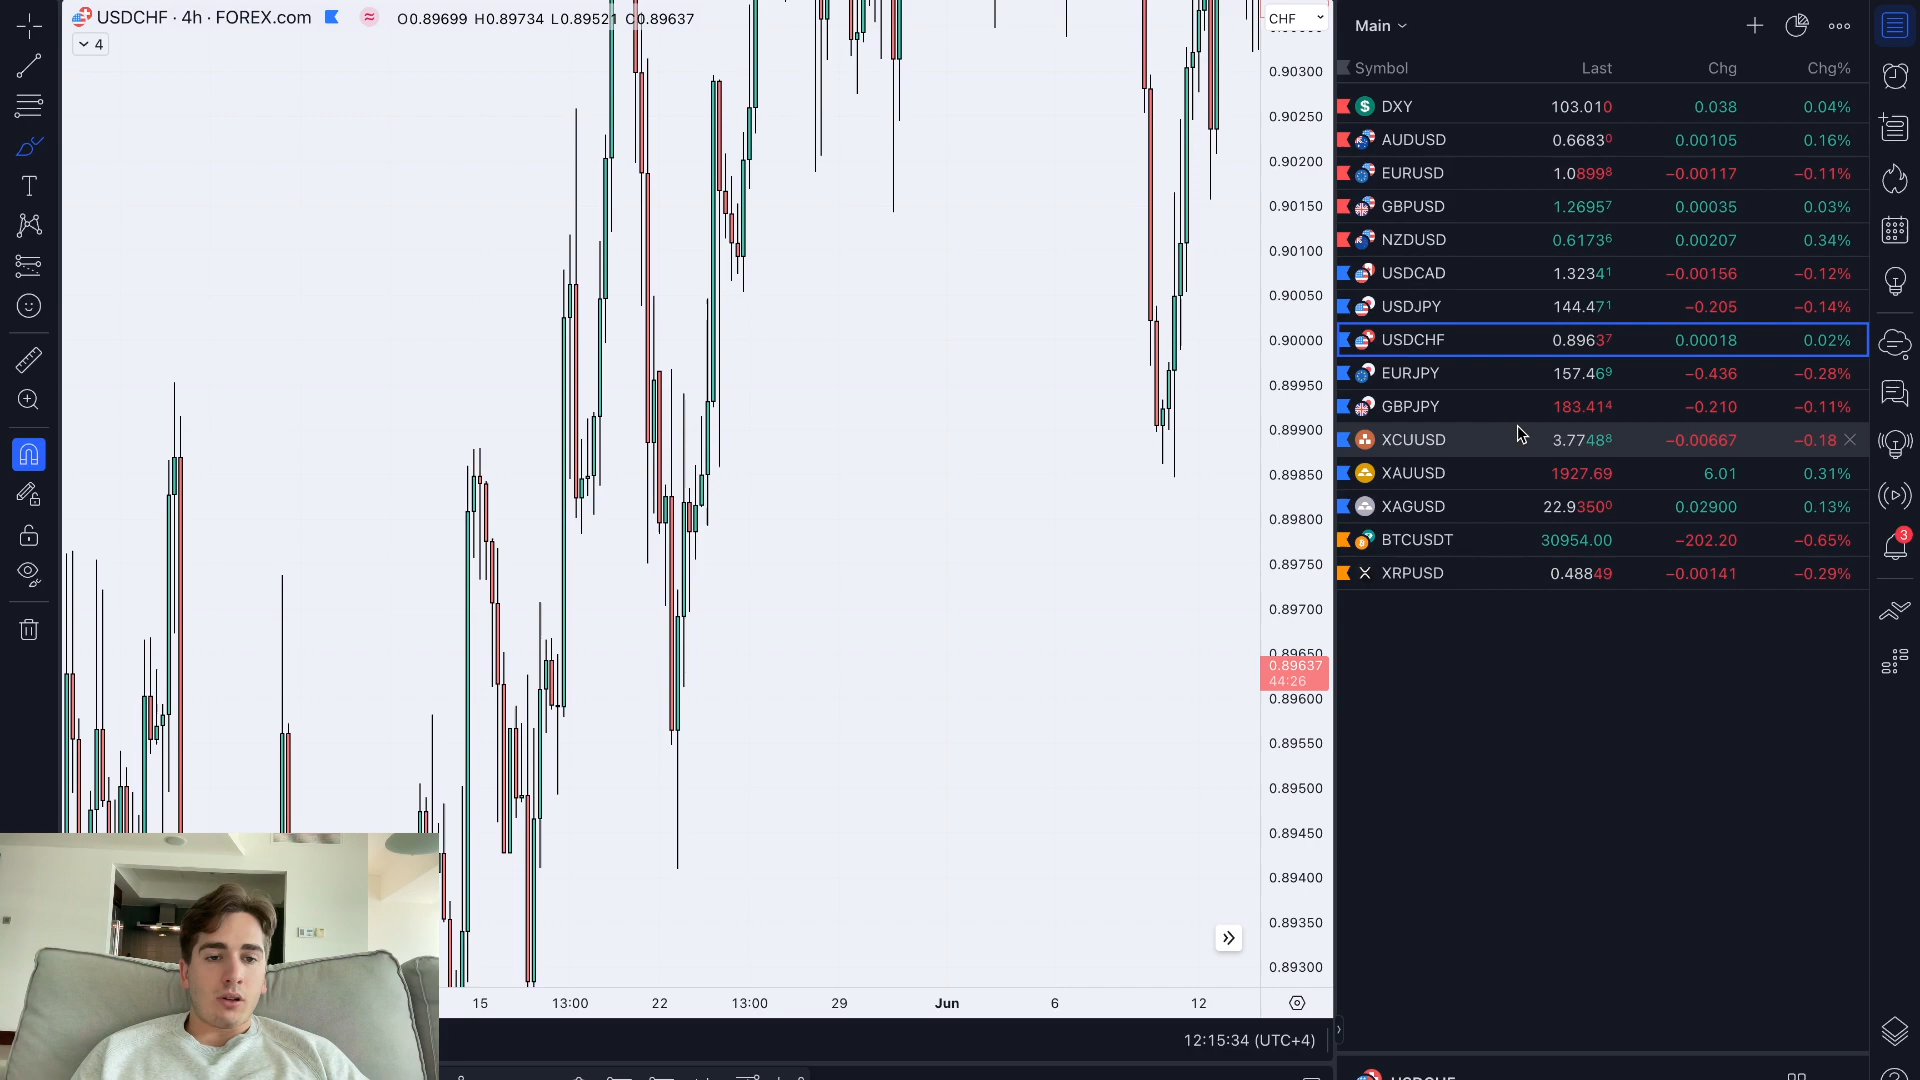 USDCHF · 4h · FOREX.com ≈ O0.89699 H0.89734 L0.89521 C0.89637
4
CHF
0.90300
0.90250
0.90200
0.90150
0.90100
0.90050
0.90000
0.89950
0.89900
0.89850
0.89800
0.89750
0.89700
0.89650
0.89637
44:26
0.89600
0.89550
0.89500
0.89450
0.89400
0.89350
0.89300
15 13:00 22 13:00 29 Jun 6 12
12:15:34 (UTC+4)
Main
Symbol Last Chg Chg%
DXY 103.010 0.038 0.04%
AUDUSD 0.66830 0.00105 0.16%
EURUSD 1.08998 −0.00117 −0.11%
GBPUSD 1.26957 0.00035 0.03%
NZDUSD 0.61736 0.00207 0.34%
USDCAD 1.32341 −0.00156 −0.12%
USDJPY 144.471 −0.205 −0.14%
USDCHF 0.89637 0.00018 0.02%
EURJPY 157.469 −0.436 −0.28%
GBPJPY 183.414 −0.210 −0.11%
XCUUSD 3.77488 −0.00667 −0.18
XAUUSD 1927.69 6.01 0.31%
XAGUSD 22.93500 0.02900 0.13%
BTCUSDT 30954.00 −202.20 −0.65%
XRPUSD 0.48849 −0.00141 −0.29%
3
USDCHF